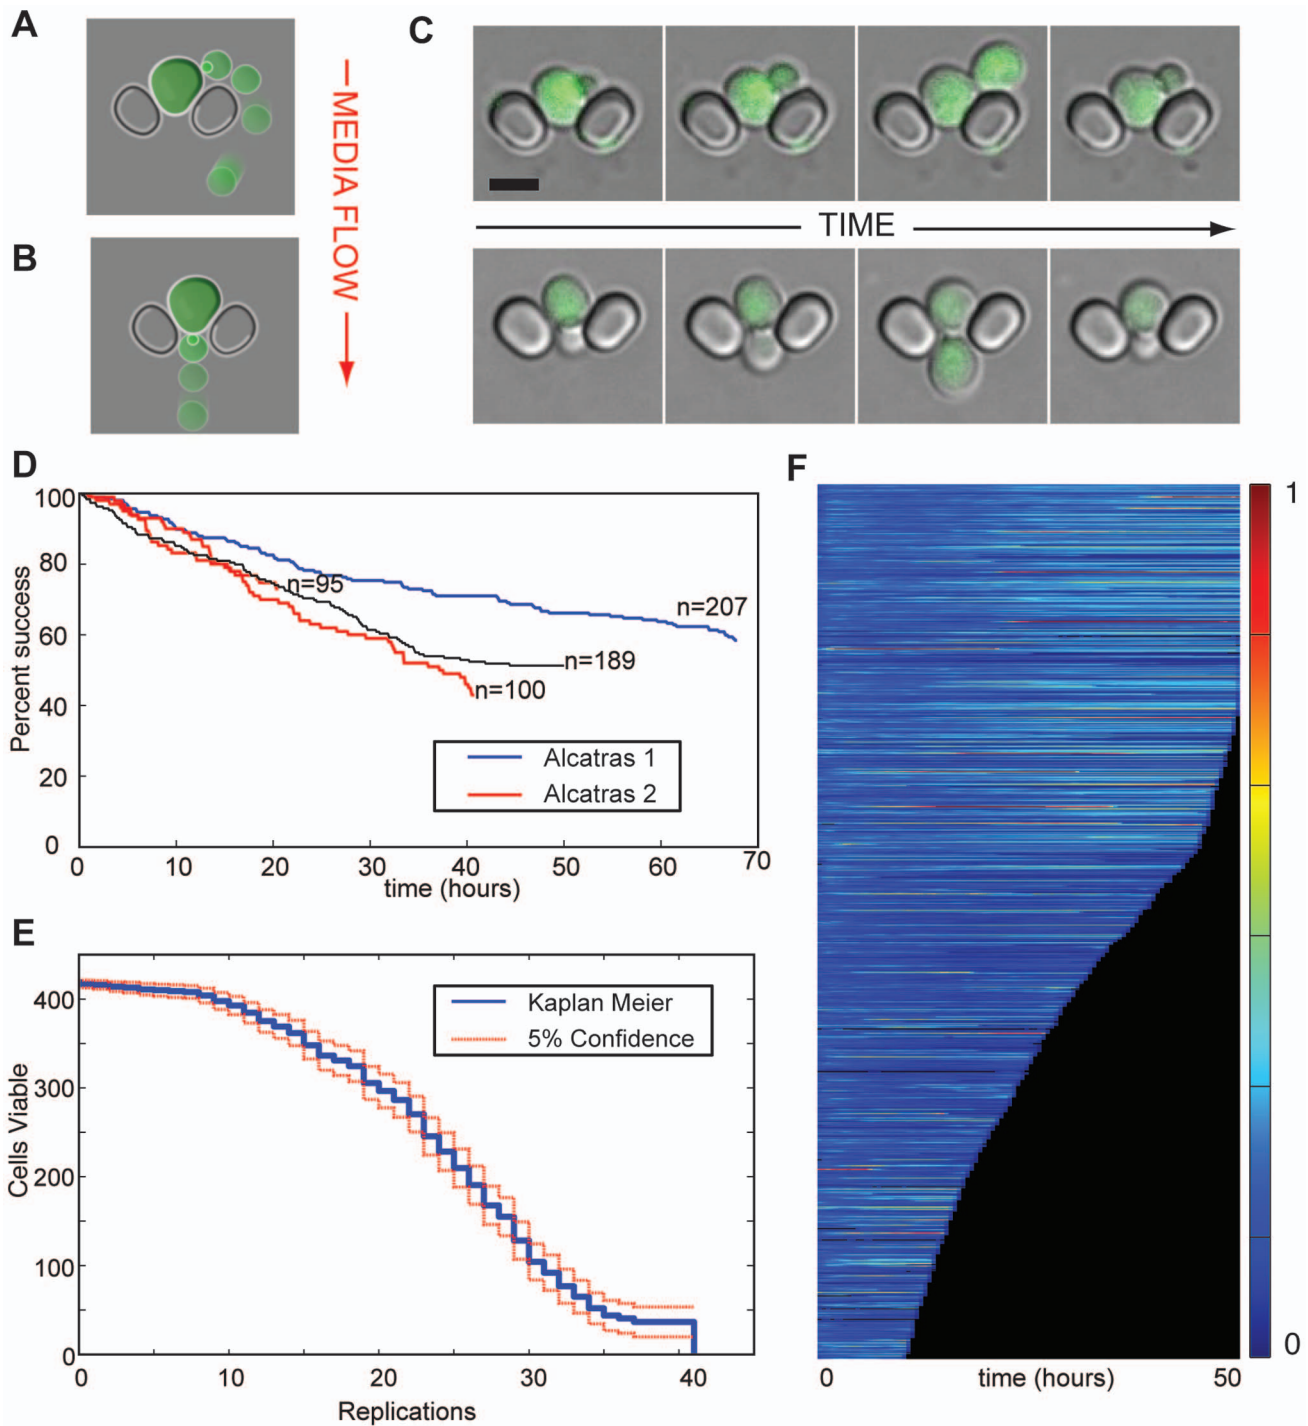 A
B
MEDIA FLOW
C
TIME
D
Percent success
100
80
60
40
20
0
n=95
n=207
n=189
n=100
Alcatras 1
Alcatras 2
0 10 20 30 40 50 60 70
time (hours)
E
Cells Viable
400
300
200
100
0
Kaplan Meier
5% Confidence
0 10 20 30 40
Replications
F
1
0
0 time (hours) 50